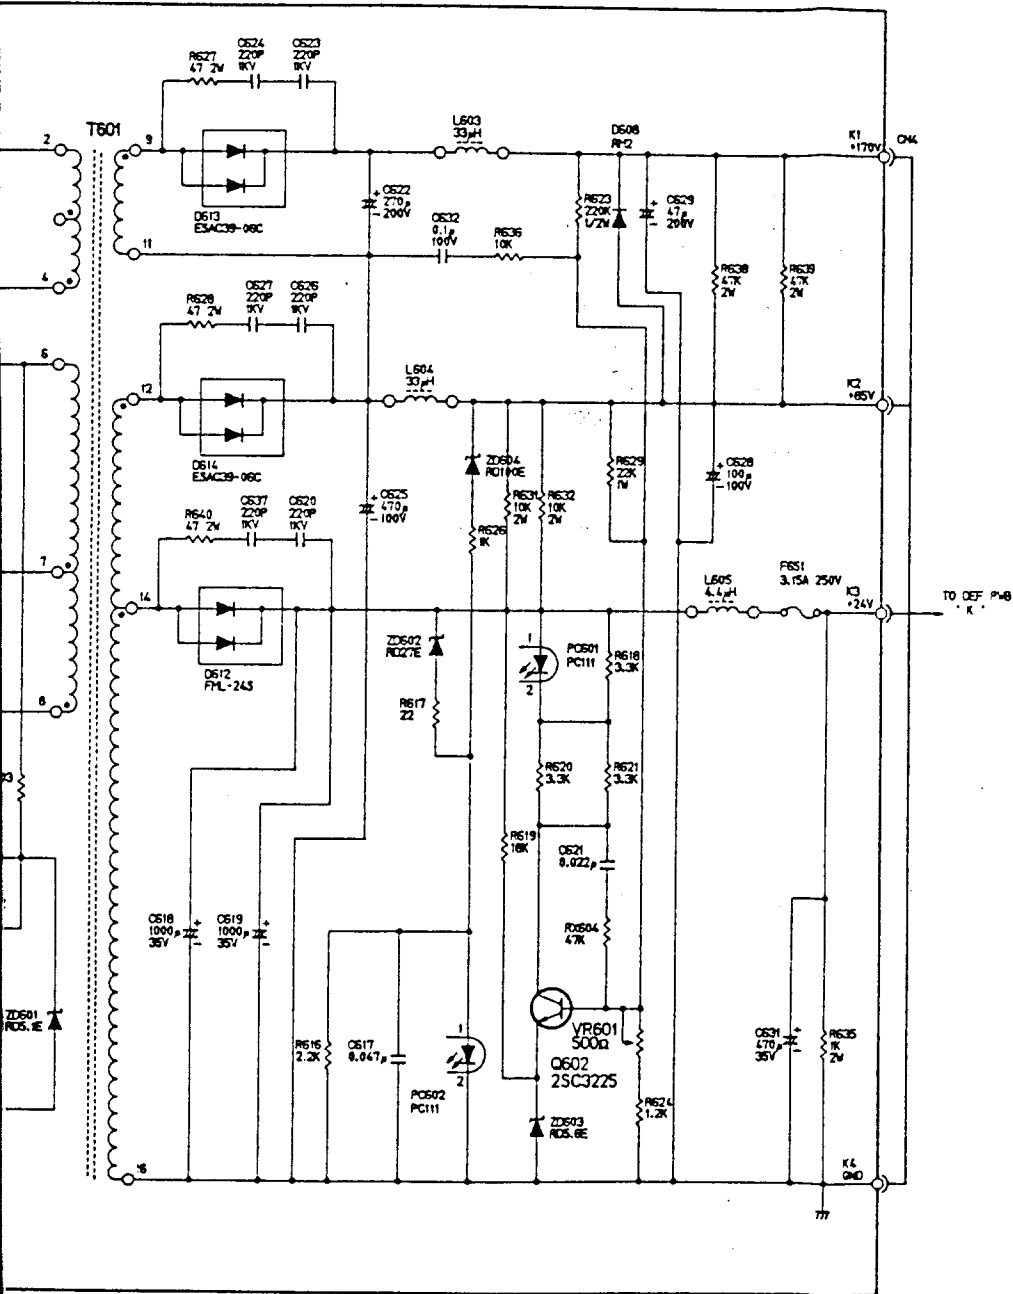 C624
220P
1KV
C623
220P
1KV
R627
47 2W
T601
2
9
L603
33μH
D608
RM2
K1
+170V
CN4
D613
ESAC39-06C
C622
270μ
200V
R623
220K
1/2W
C629
47μ
200V
C632
0.1μ
100V
R636
10K
11
4
R638
47K
2W
R639
47K
2W
R628
47 2W
C627
220P
1KV
C626
220P
1KV
6
12
L604
33μH
K2
+85V
D614
ESAC39-06C
ZD604
RD100E
R629
22K
1W
C628
100μ
100V
R640
47 2W
C637
220P
1KV
C620
220P
1KV
C625
470μ
100V
R631
10K
2W
R632
10K
2W
R626
1K
7
14
L605
4.4μH
F651
3.15A 250V
K3
+24V
TO DEF PWB
"K"
D612
FML-24S
ZD602
RD27E
1
2
PC601
PC111
R618
3.3K
8
R617
22
R620
3.3K
R621
3.3K
R619
18K
C621
0.022μ
C618
1000μ
35V
C619
1000μ
35V
RX604
47K
ZD601
RD5.1E
R616
2.2K
C617
0.047μ
1
2
PC602
PC111
VR601
500Ω
Q602
2SC3225
C631
470μ
35V
R635
1K
2W
ZD603
RD5.6E
R624
1.2K
16
K4
GND